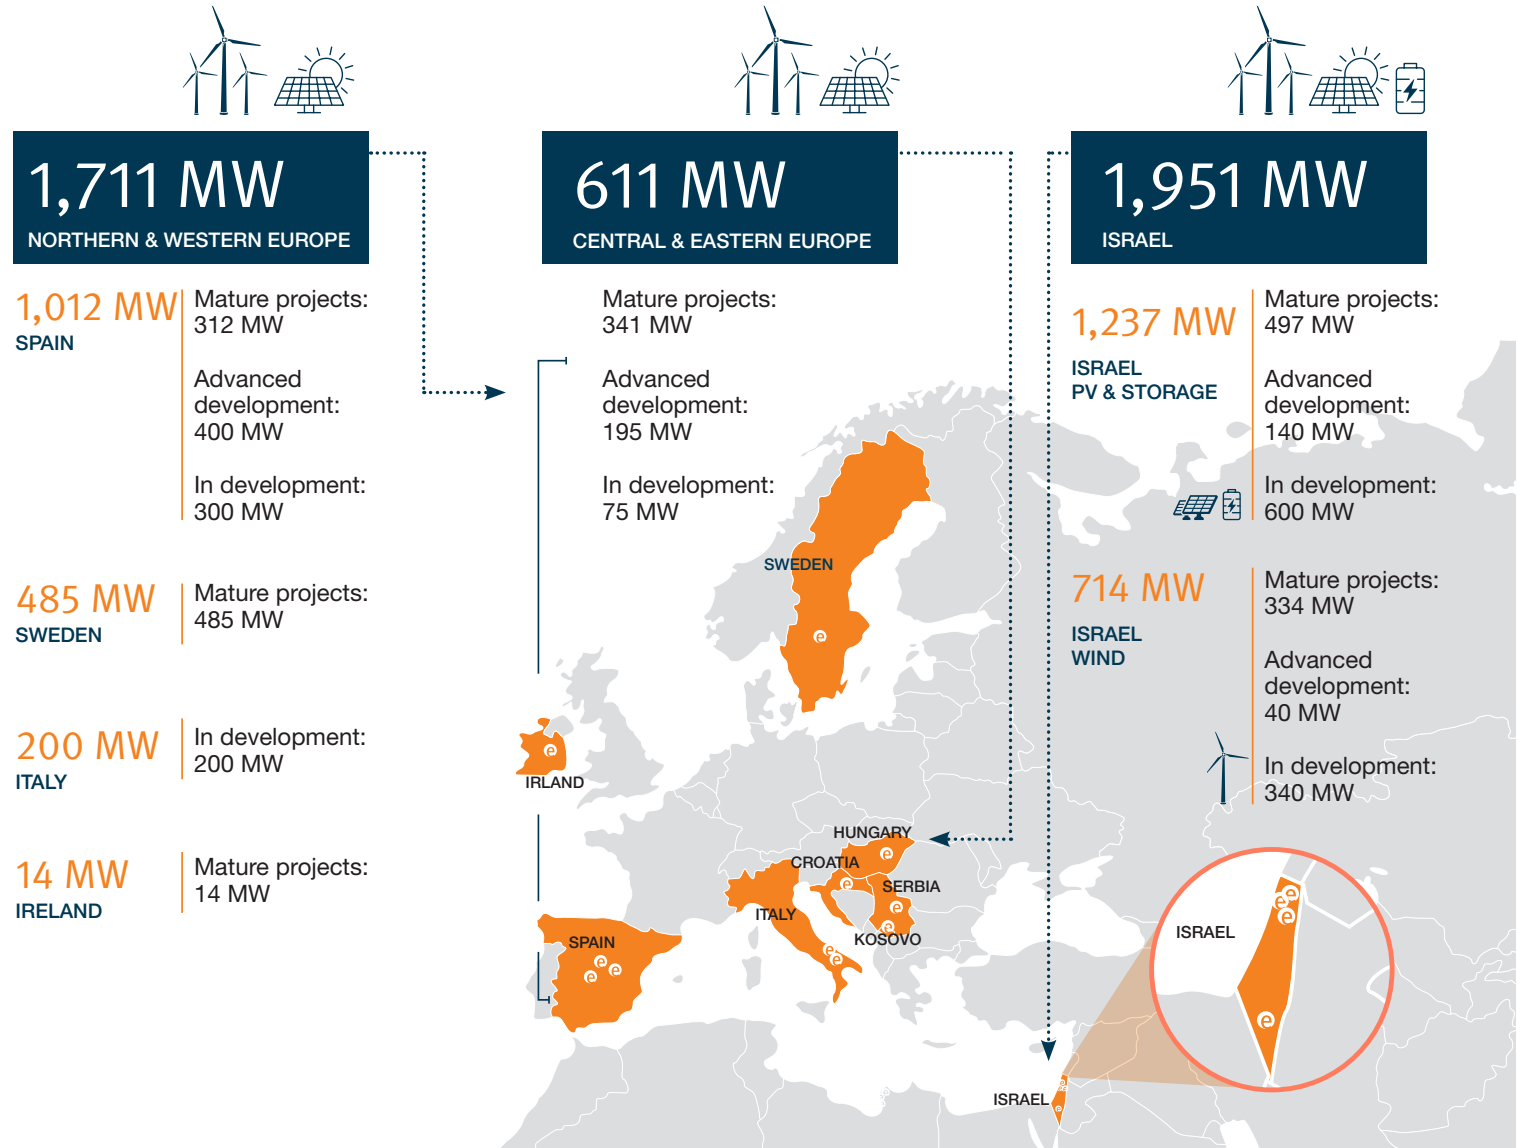 1,711 MW
NORTHERN & WESTERN EUROPE
1,012 MW
SPAIN
Mature projects:
312 MW
Advanced
development:
400 MW
In development:
300 MW
485 MW
SWEDEN
Mature projects:
485 MW
200 MW
ITALY
In development:
200 MW
14 MW
IRELAND
Mature projects:
14 MW
611 MW
CENTRAL & EASTERN EUROPE
Mature projects:
341 MW
Advanced
development:
195 MW
In development:
75 MW
1,951 MW
ISRAEL
1,237 MW
ISRAEL
PV & STORAGE
Mature projects:
497 MW
Advanced
development:
140 MW
In development:
600 MW
714 MW
ISRAEL
WIND
Mature projects:
334 MW
Advanced
development:
40 MW
In development:
340 MW
SWEDEN
IRLAND
HUNGARY
CROATIA
SERBIA
ITALY
KOSOVO
SPAIN
ISRAEL
ISRAEL